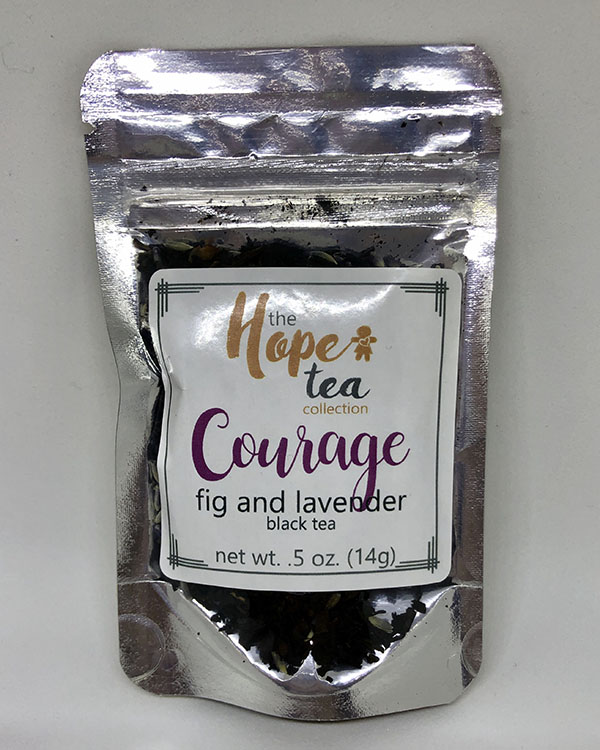 the
Hope
tea
collection
Courage
fig and lavender
black tea
net wt. .5 oz. (14g)